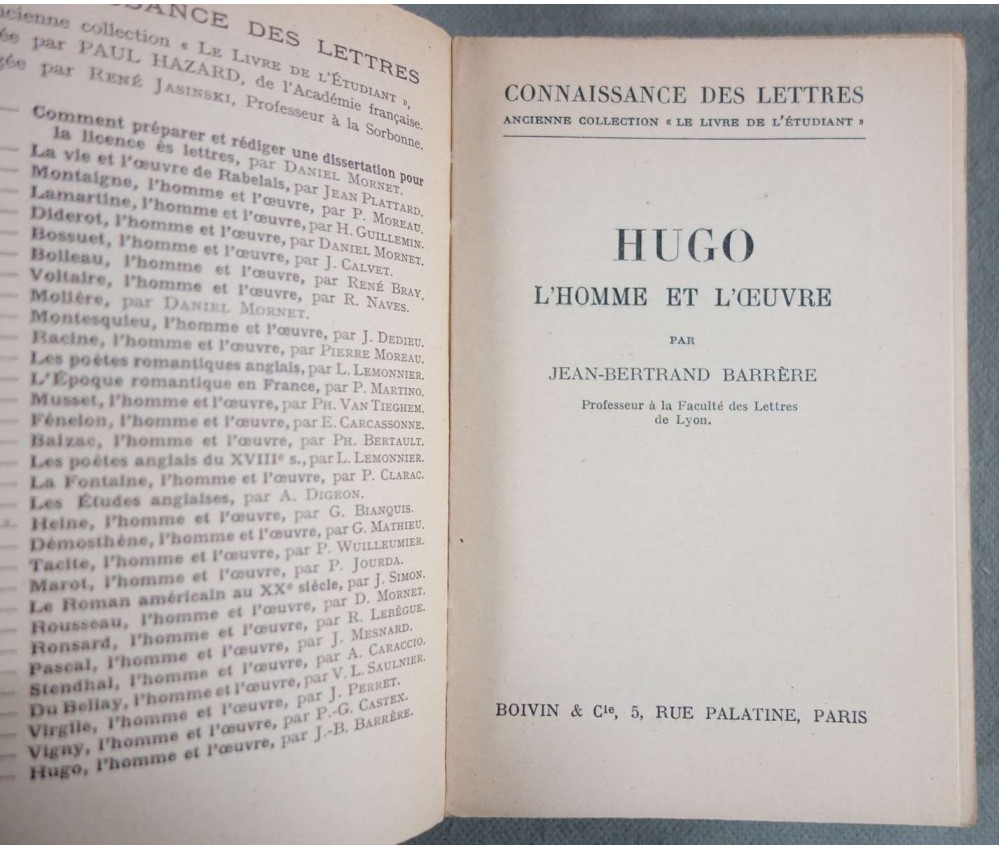 SSANCE DES LETTRES
ncienne collection « LE LIVRE DE L'ÉTUDIANT »,
ée par PAUL HAZARD, de l'Académie française,
gée par RENÉ JASINSKI, Professeur à la Sorbonne.
— Comment préparer et rédiger une dissertation pour
la licence ès lettres, par DANIEL MORNET.
— La vie et l'œuvre de Rabelais, par JEAN PLATTARD.
— Montaigne, l'homme et l'œuvre, par P. MOREAU.
— Lamartine, l'homme et l'œuvre, par H. GUILLEMIN.
— Diderot, l'homme et l'œuvre, par DANIEL MORNET.
— Bossuet, l'homme et l'œuvre, par J. CALVET.
— Boileau, l'homme et l'œuvre, par RENÉ BRAY.
— Voltaire, l'homme et l'œuvre, par R. NAVES.
— Molière, par DANIEL MORNET.
— Montesquieu, l'homme et l'œuvre, par J. DEDIEU.
— Racine, l'homme et l'œuvre, par PIERRE MOREAU.
— Les poètes romantiques anglais, par L. LEMONNIER.
— L'Époque romantique en France, par P. MARTINO.
— Musset, l'homme et l'œuvre, par PH. VAN TIEGHEM.
— Fénelon, l'homme et l'œuvre, par E. CARCASSONNE.
— Balzac, l'homme et l'œuvre, par PH. BERTAULT.
— Les poètes anglais du XVIIIe s., par L. LEMONNIER.
— La Fontaine, l'homme et l'œuvre, par P. CLARAC.
— Les Études anglaises, par A. DIGEON.
— Heine, l'homme et l'œuvre, par G. BIANQUIS.
— Démosthène, l'homme et l'œuvre, par G. MATHIEU.
— Tacite, l'homme et l'œuvre, par P. WUILLEUMIER.
— Marot, l'homme et l'œuvre, par P. JOURDA.
— Le Roman américain au XXe siècle, par J. SIMON.
— Rousseau, l'homme et l'œuvre, par D. MORNET.
— Ronsard, l'homme et l'œuvre, par R. LEBÈGUE.
— Pascal, l'homme et l'œuvre, par J. MESNARD.
— Stendhal, l'homme et l'œuvre, par A. CARACCIO.
— Du Bellay, l'homme et l'œuvre, par V. L. SAULNIER.
— Virgile, l'homme et l'œuvre, par J. PERRET.
— Vigny, l'homme et l'œuvre, par P.-G. CASTEX.
— Hugo, l'homme et l'œuvre, par J.-B. BARRÈRE.
CONNAISSANCE DES LETTRES
ANCIENNE COLLECTION « LE LIVRE DE L'ÉTUDIANT »
HUGO
L'HOMME ET L'ŒUVRE
PAR
JEAN-BERTRAND BARRÈRE
Professeur à la Faculté des Lettres
de Lyon.
BOIVIN & Cie, 5, RUE PALATINE, PARIS